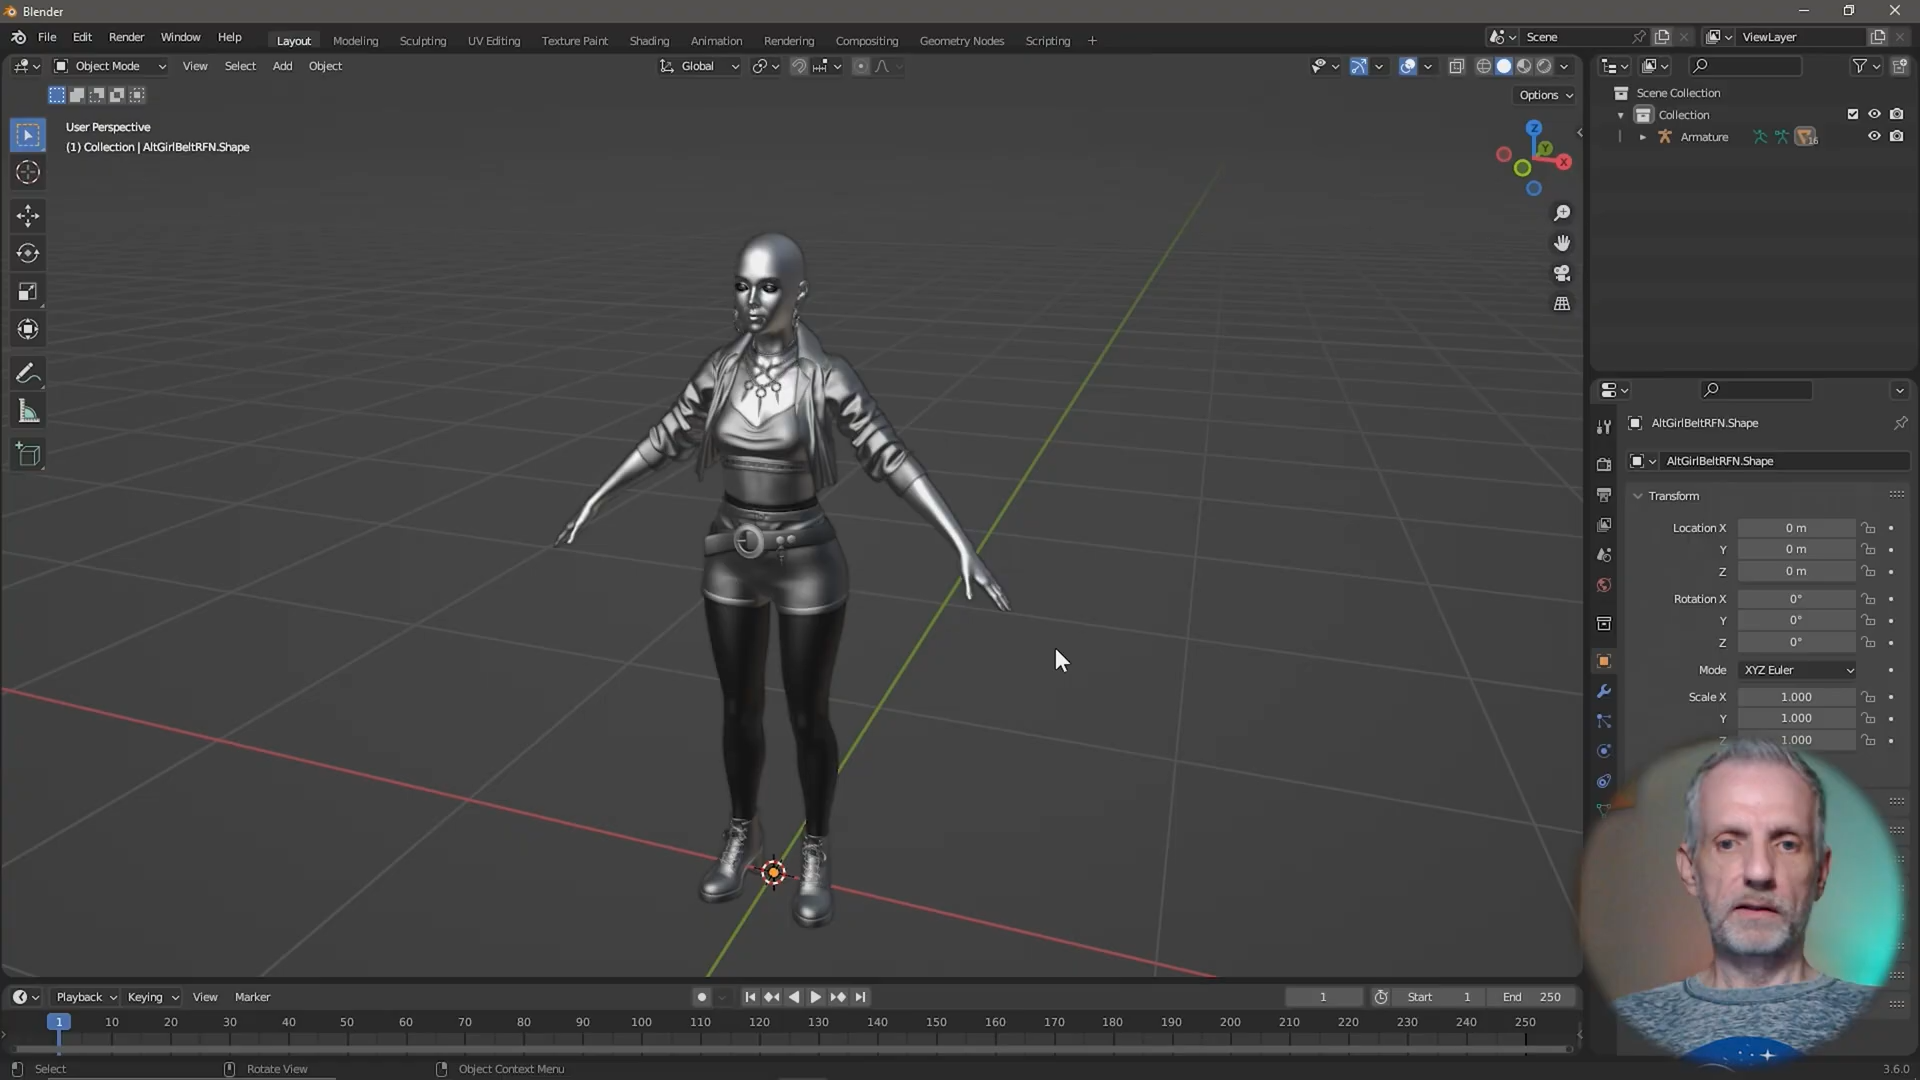 Blender
File Edit Render Window Help
Layout Modeling Sculpting UV Editing Texture Paint Shading Animation Rendering Compositing Geometry Nodes Scripting
Scene
ViewLayer
Object Mode View Select Add Object
Global
Options
User Perspective
(1) Collection | AltGirlBeltRFN.Shape
Z
Y
X
Scene Collection
Collection
Armature
16
AltGirlBeltRFN.Shape
AltGirlBeltRFN.Shape
Transform
Location X 0 m
Y 0 m
Z 0 m
Rotation X 0°
Y 0°
Z 0°
Mode XYZ Euler
Scale X 1.000
Y 1.000
Z 1.000
Playback Keying View Marker
1 Start 1 End 250
1 10 20 30 40 50 60 70 80 90 100 110 120 130 140 150 160 170 180 190 200 210 220 230 240 250
Select Rotate View Object Context Menu
3.6.0